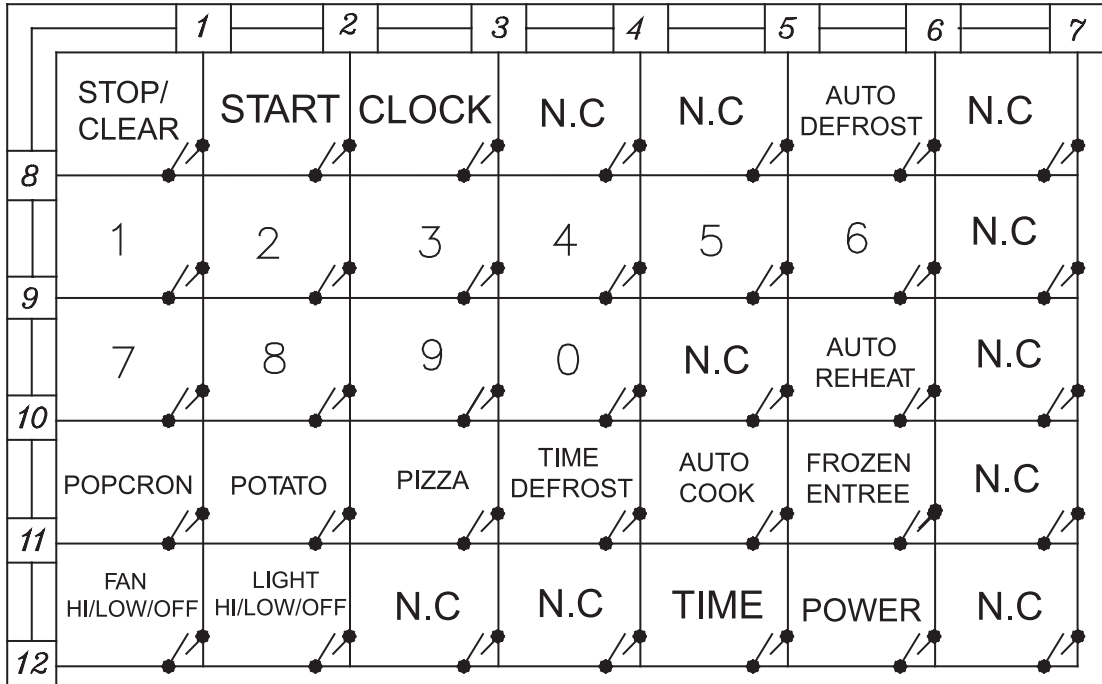 1 2 3 4 5 6 7
STOP/ CLEAR START CLOCK N.C N.C AUTO DEFROST N.C
8
1 2 3 4 5 6 N.C
9
7 8 9 0 N.C AUTO REHEAT N.C
10
POPCRON POTATO PIZZA TIME DEFROST AUTO COOK FROZEN ENTREE N.C
11
FAN HI/LOW/OFF LIGHT HI/LOW/OFF N.C N.C TIME POWER N.C
12